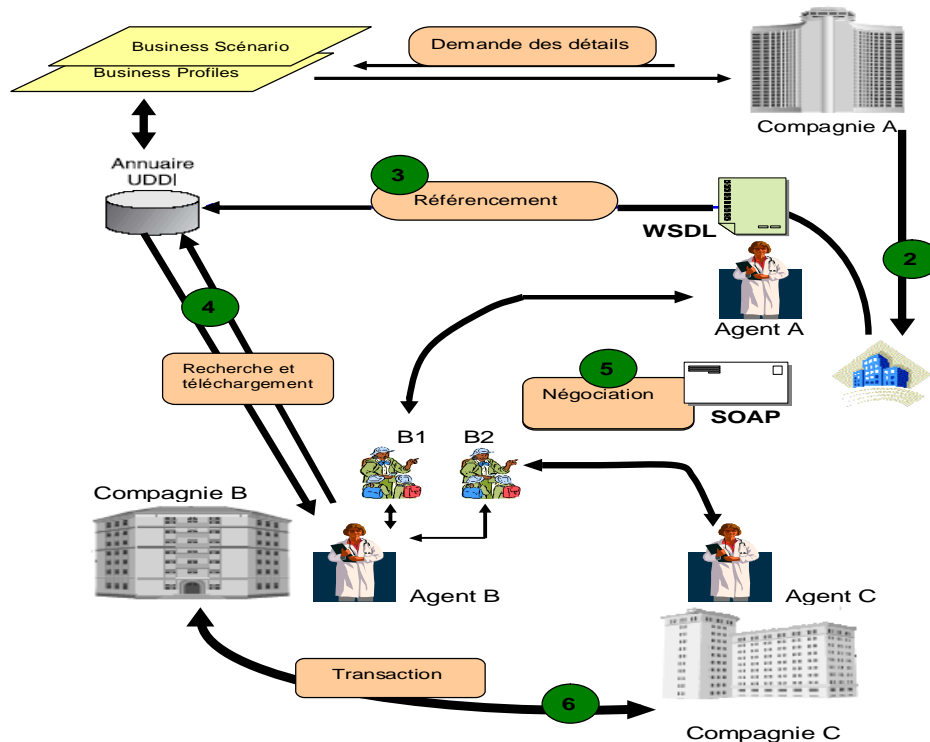 Business Scénario
Demande des détails
Business Profiles
Compagnie A
Annuaire
UDDI
3
Référencement
WSDL
2
Agent A
4
Recherche et
téléchargement
5
Négociation
SOAP
B1
B2
Compagnie B
Agent B
Agent C
Transaction
6
Compagnie C